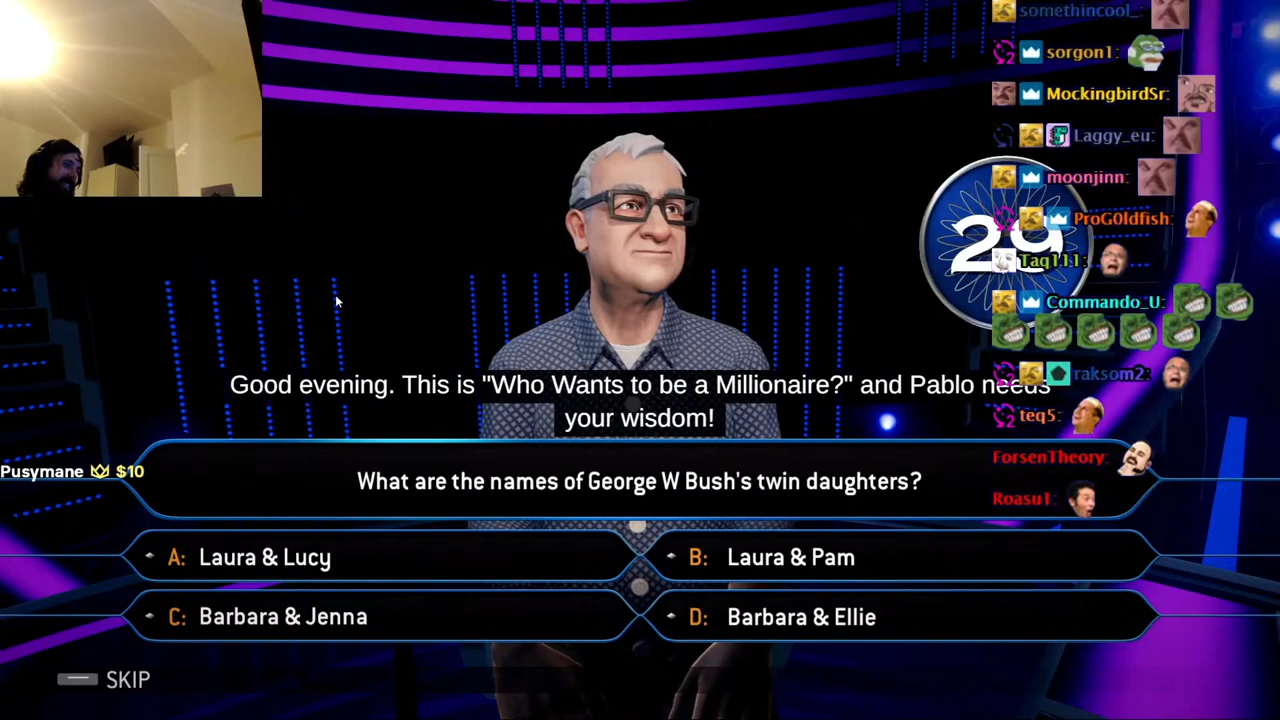 somethincool_:
sorgon1:
MockingbirdSr:
Laggy_eu:
moonjinn:
ProG0ldfish:
29
Taq111:
Commando_U:
raksom2:
Good evening. This is "Who Wants to be a Millionaire?" and Pablo needs
your wisdom!
teq5:
ForsenTheory:
Pusymane $10
What are the names of George W Bush's twin daughters?
Roasu1:
A: Laura & Lucy
B: Laura & Pam
C: Barbara & Jenna
D: Barbara & Ellie
SKIP